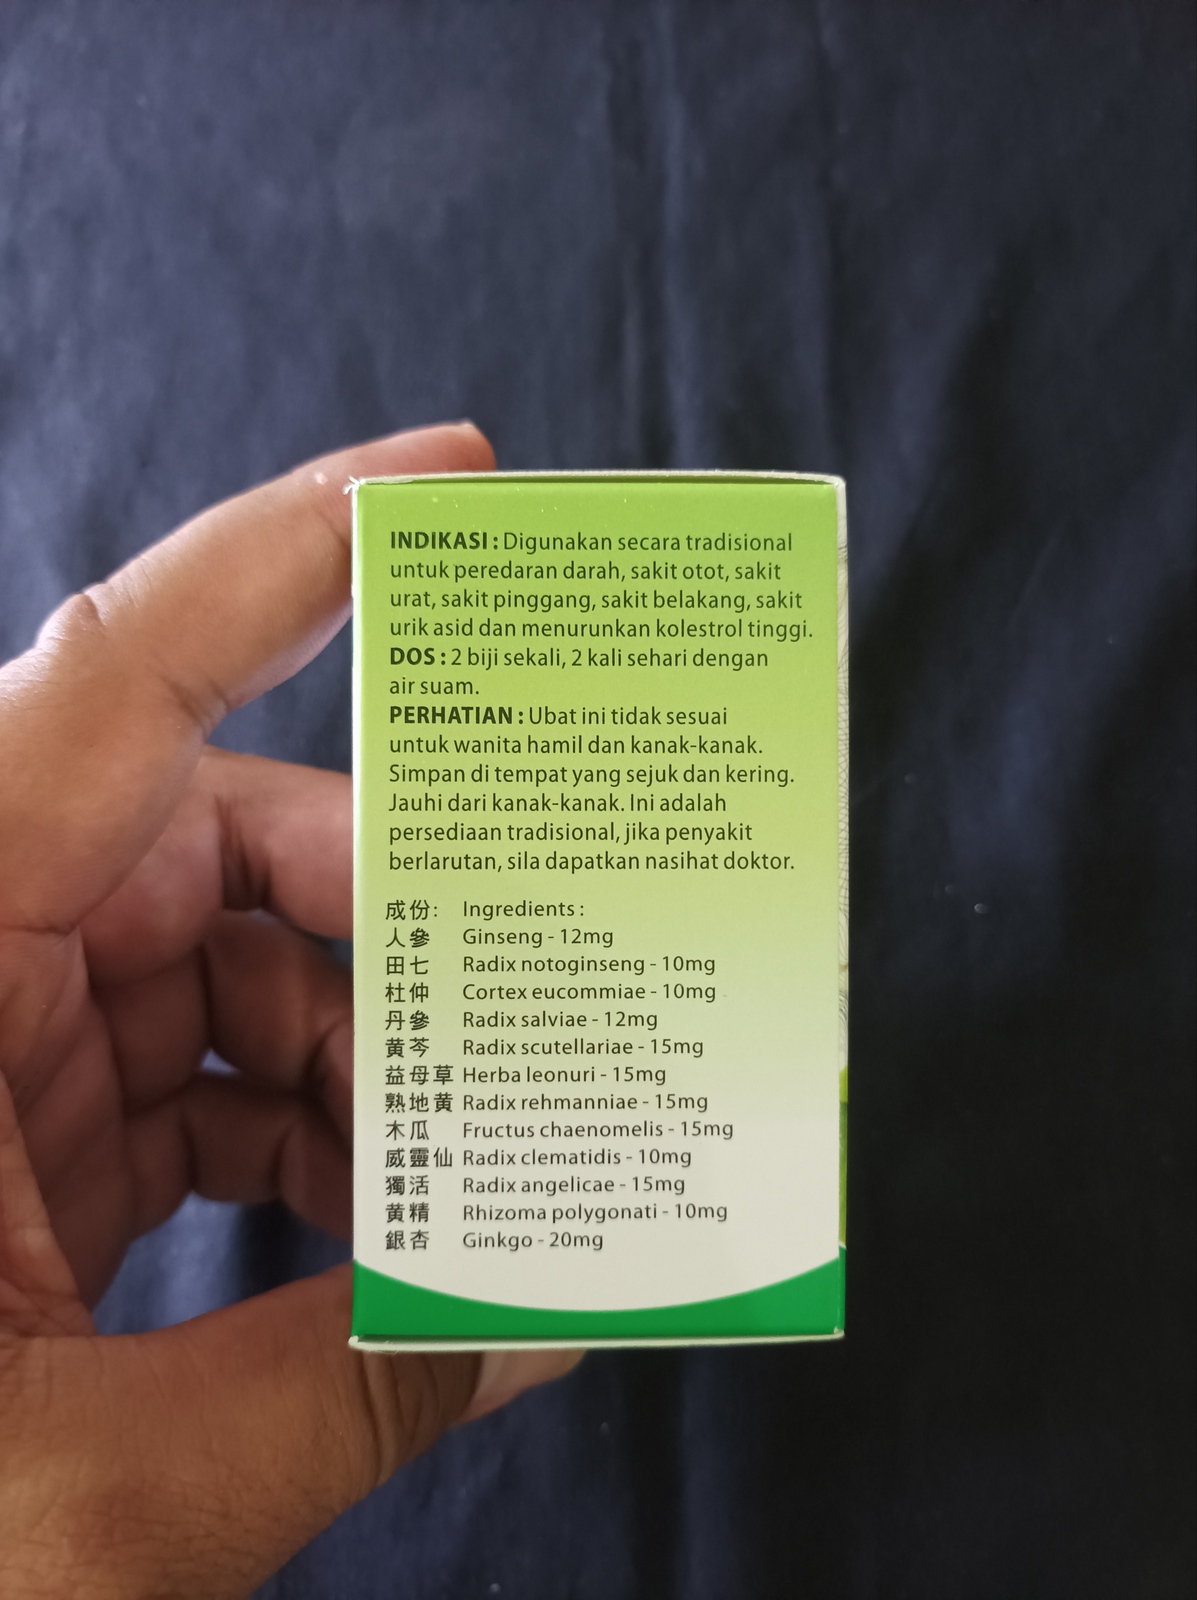 INDIKASI : Digunakan secara tradisional
untuk peredaran darah, sakit otot, sakit
urat, sakit pinggang, sakit belakang, sakit
urik asid dan menurunkan kolestrol tinggi.
DOS : 2 biji sekali, 2 kali sehari dengan
air suam.
PERHATIAN : Ubat ini tidak sesuai
untuk wanita hamil dan kanak-kanak.
Simpan di tempat yang sejuk dan kering.
Jauhi dari kanak-kanak. Ini adalah
persediaan tradisional, jika penyakit
berlarutan, sila dapatkan nasihat doktor.
成份: Ingredients :
人參 Ginseng - 12mg
田七 Radix notoginseng - 10mg
杜仲 Cortex eucommiae - 10mg
丹參 Radix salviae - 12mg
黄芩 Radix scutellariae - 15mg
益母草 Herba leonuri - 15mg
熟地黄 Radix rehmanniae - 15mg
木瓜 Fructus chaenomelis - 15mg
威靈仙 Radix clematidis - 10mg
獨活 Radix angelicae - 15mg
黄精 Rhizoma polygonati - 10mg
銀杏 Ginkgo - 20mg